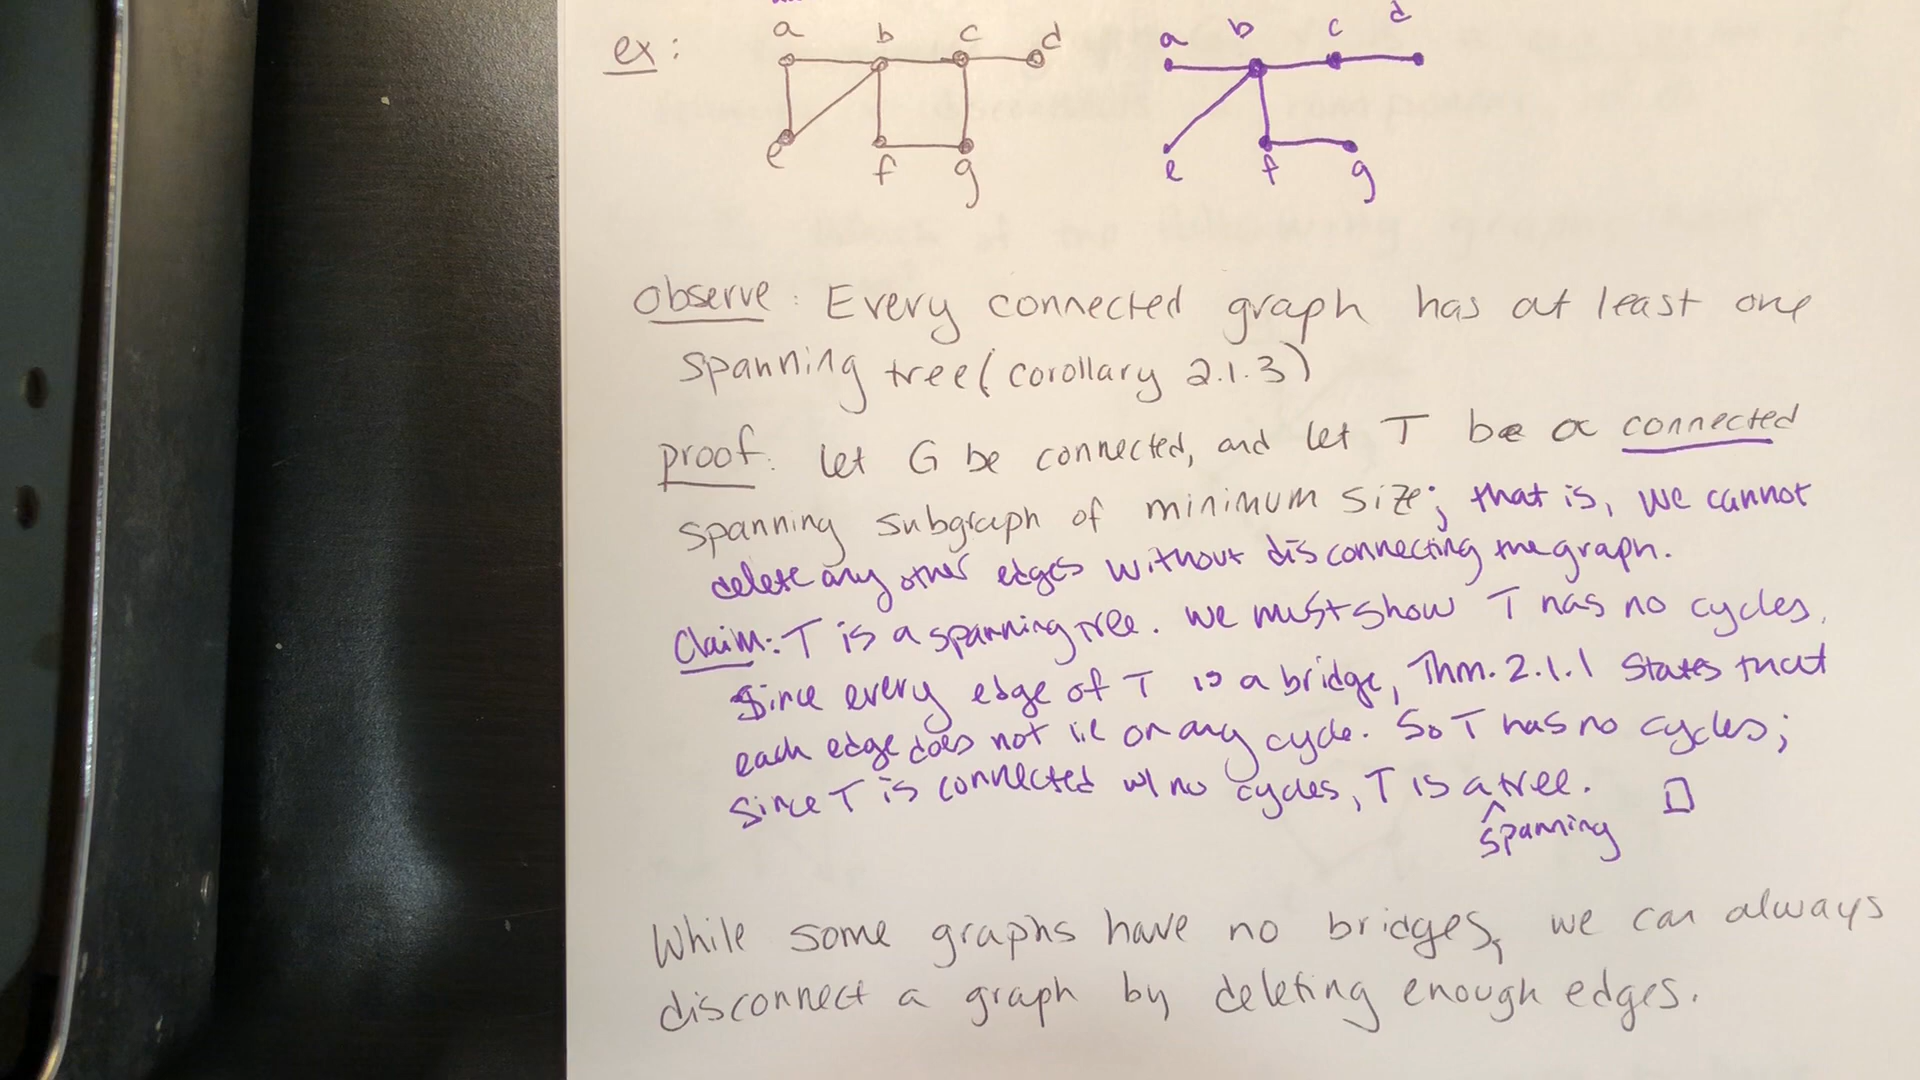 ex:
a b c d
e f g
a b c d
e f g
Observe: Every connected graph has at least one
spanning tree (corollary 2.1.3)
proof: Let G be connected, and let T be a connected
spanning subgraph of minimum size; that is, we cannot
delete any other edges without disconnecting the graph.
Claim: T is a spanning tree. We must show T has no cycles.
Since every edge of T is a bridge, Thm. 2.1.1 states that
each edge does not lie on any cycle. So T has no cycles;
since T is connected w/ no cycles, T is a ^ tree. □
spanning
While some graphs have no bridges, we can always
disconnect a graph by deleting enough edges.